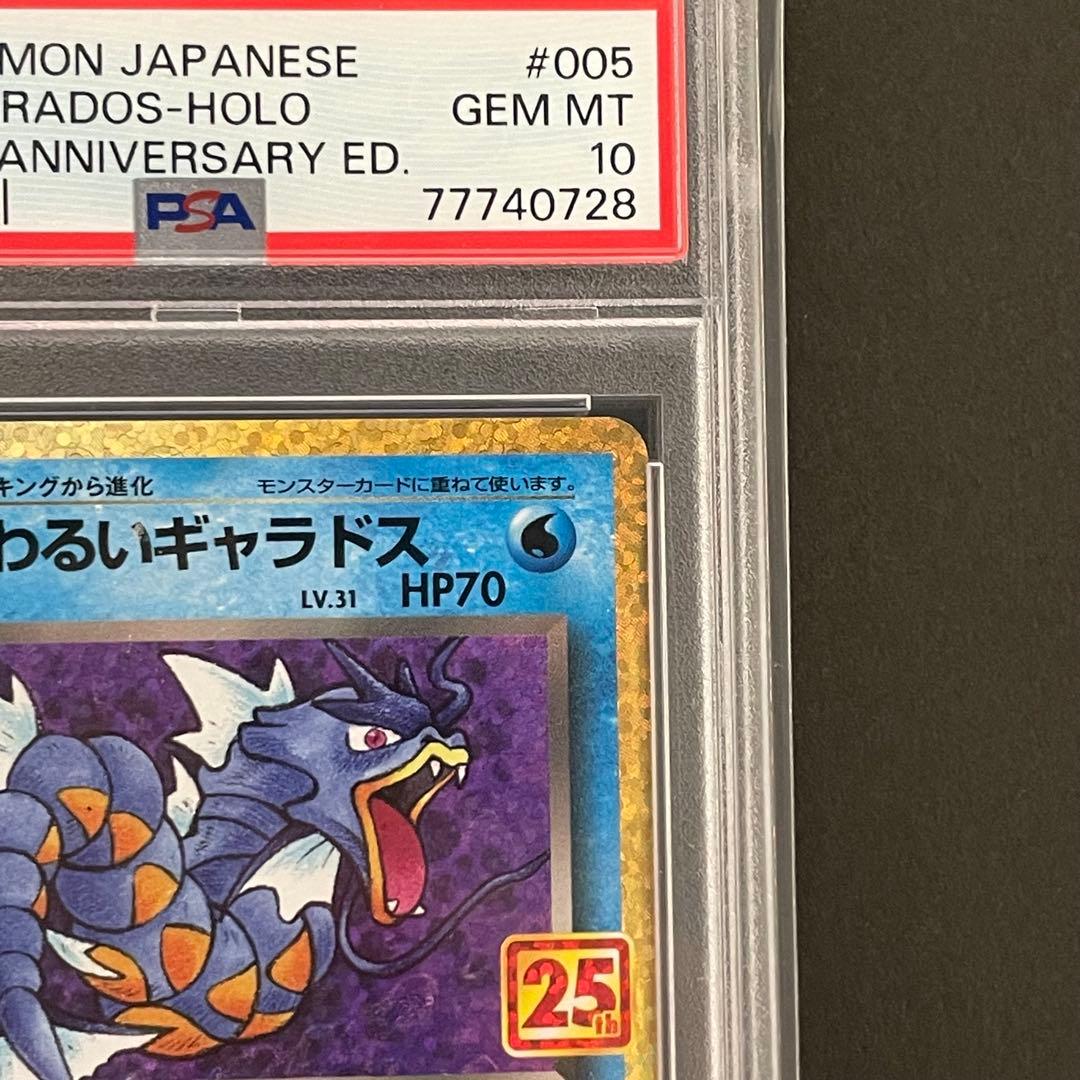 MON JAPANESE #005
RADOS-HOLO GEM MT
ANNIVERSARY ED. 10
77740728
PSA
キングから進化 モンスターカードに重ねて使います。
わるいギャラドス
LV.31 HP70
25th